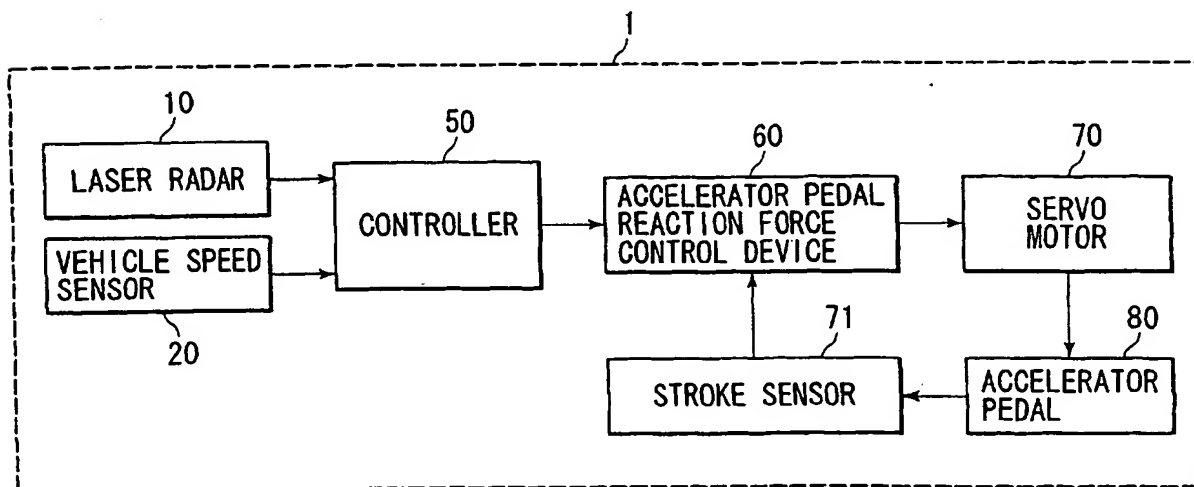 1
10
LASER RADAR
50
CONTROLLER
60
ACCELERATOR PEDAL
REACTION FORCE
CONTROL DEVICE
70
SERVO
MOTOR
VEHICLE SPEED
SENSOR
20
71
STROKE SENSOR
80
ACCELERATOR
PEDAL